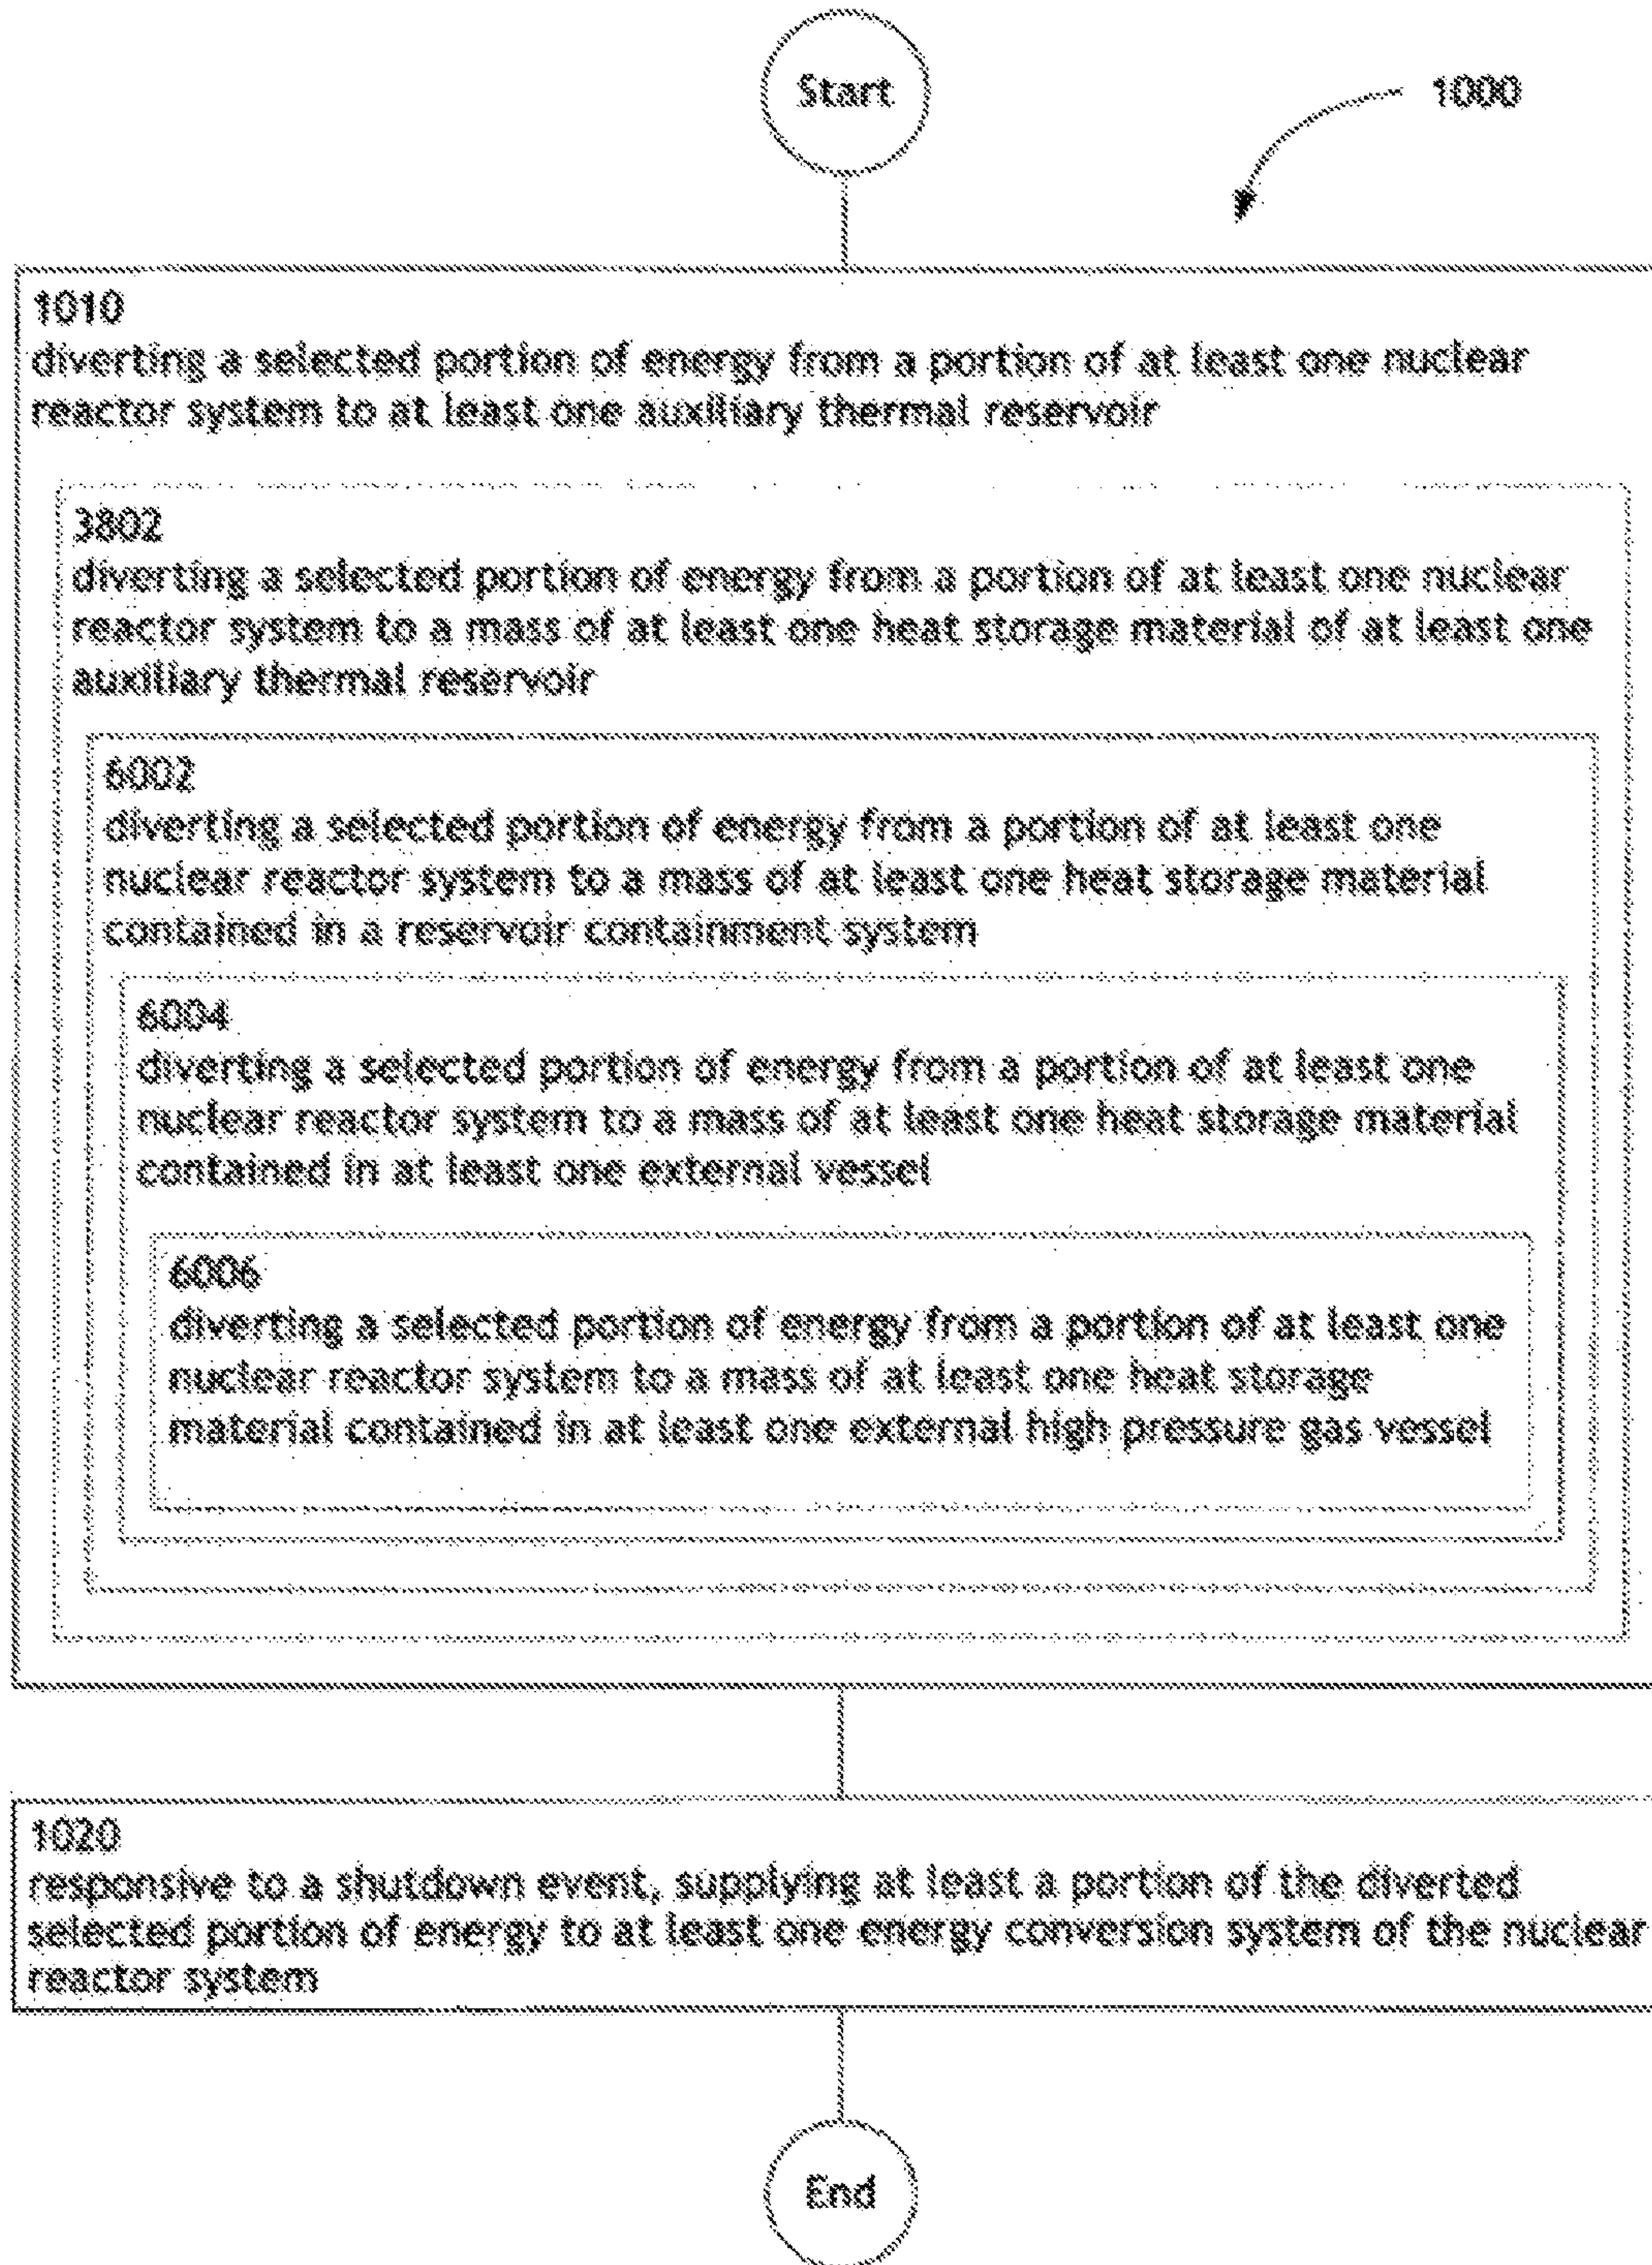 Start
1000
1010
diverting a selected portion of energy from a portion of at least one nuclear
reactor system to at least one auxiliary thermal reservoir
3802
diverting a selected portion of energy from a portion of at least one nuclear
reactor system to a mass of at least one heat storage material of at least one
auxiliary thermal reservoir
6002
diverting a selected portion of energy from a portion of at least one
nuclear reactor system to a mass of at least one heat storage material
contained in a reservoir containment system
6004
diverting a selected portion of energy from a portion of at least one
nuclear reactor system to a mass of at least one heat storage material
contained in at least one external vessel
6006
diverting a selected portion of energy from a portion of at least one
nuclear reactor system to a mass of at least one heat storage
material contained in at least one external high pressure gas vessel
1020
responsive to a shutdown event, supplying at least a portion of the diverted
selected portion of energy to at least one energy conversion system of the nuclear
reactor system
End